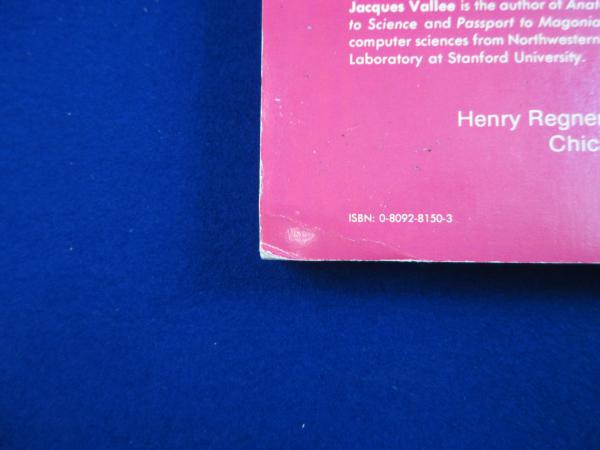 Jacques Vallee is the author of Anato
to Science and Passport to Magonia
computer sciences from Northwestern
Laboratory at Stanford University.
Henry Regner
Chic
ISBN: 0-8092-8150-3